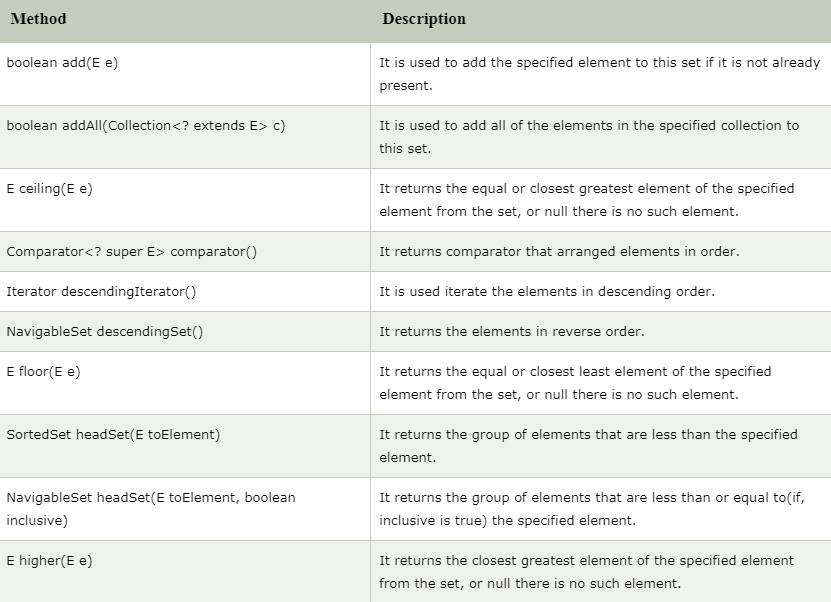 Method Description
boolean add(E e) It is used to add the specified element to this set if it is not already
present.
boolean addAll(Collection<? extends E> c) It is used to add all of the elements in the specified collection to
this set.
E ceiling(E e) It returns the equal or closest greatest element of the specified
element from the set, or null there is no such element.
Comparator<? super E> comparator() It returns comparator that arranged elements in order.
Iterator descendingIterator() It is used iterate the elements in descending order.
NavigableSet descendingSet() It returns the elements in reverse order.
E floor(E e) It returns the equal or closest least element of the specified
element from the set, or null there is no such element.
SortedSet headSet(E toElement) It returns the group of elements that are less than the specified
element.
NavigableSet headSet(E toElement, boolean It returns the group of elements that are less than or equal to(if,
inclusive) inclusive is true) the specified element.
E higher(E e) It returns the closest greatest element of the specified element
from the set, or null there is no such element.